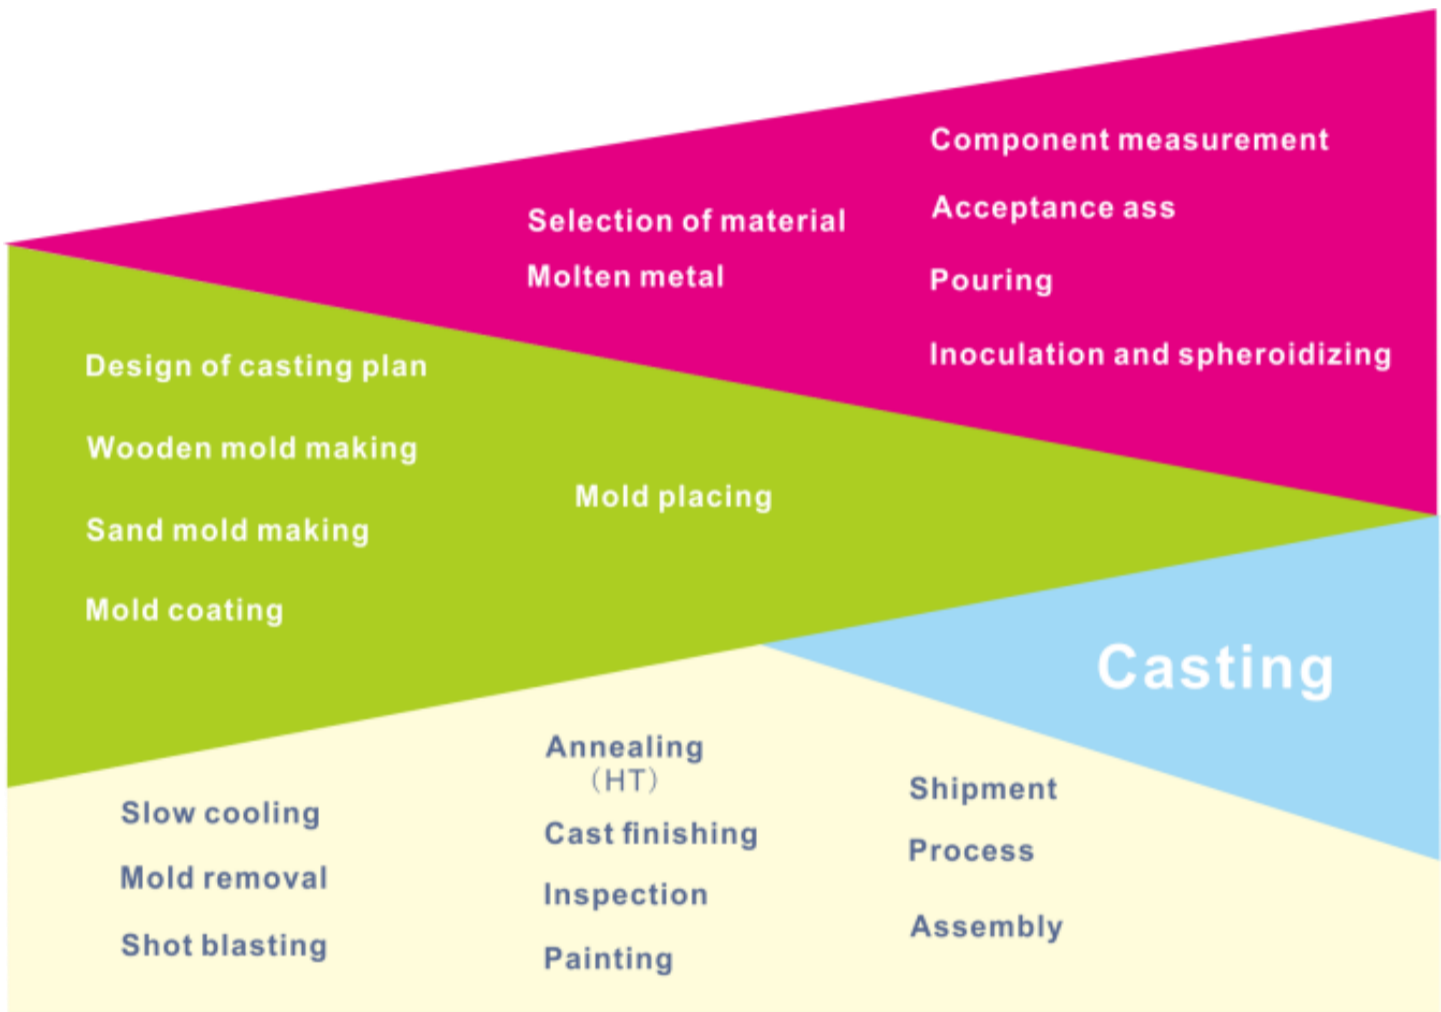 Component measurement
Selection of material
Acceptance ass
Molten metal
Pouring
Inoculation and spheroidizing
Design of casting plan
Wooden mold making
Mold placing
Sand mold making
Mold coating
Casting
Annealing
（HT）
Slow cooling
Cast finishing
Mold removal
Inspection
Shot blasting
Painting
Shipment
Process
Assembly